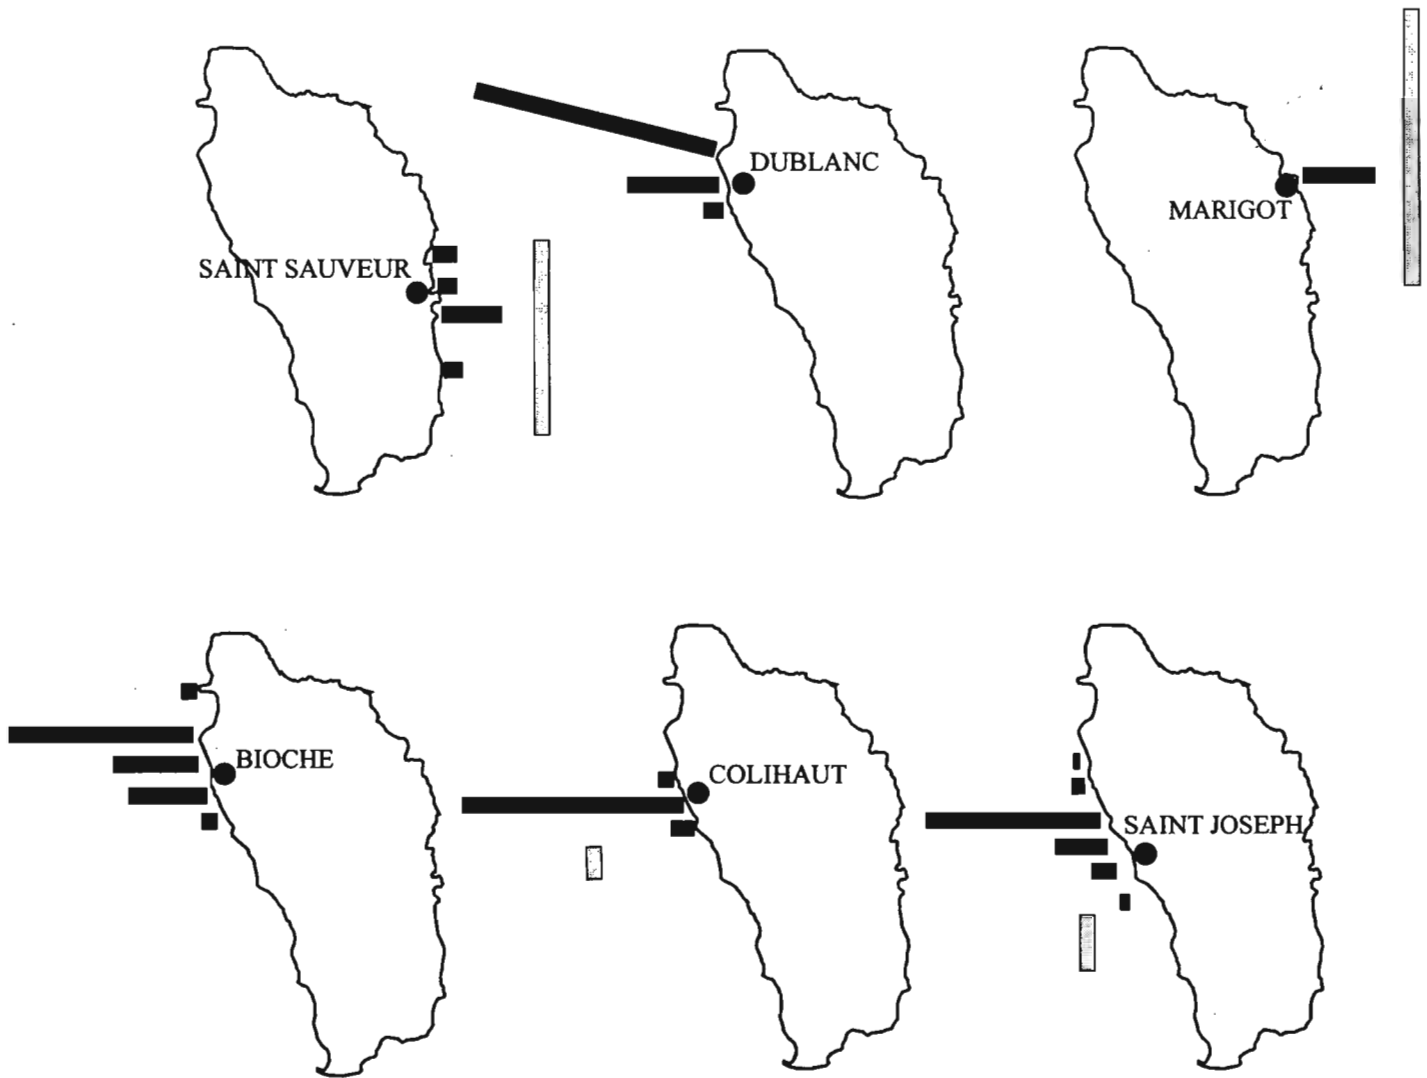 DUBLANC
MARIGOT
SAINT SAUVEUR
BIOCHE
COLIHAUT
SAINT JOSEPH